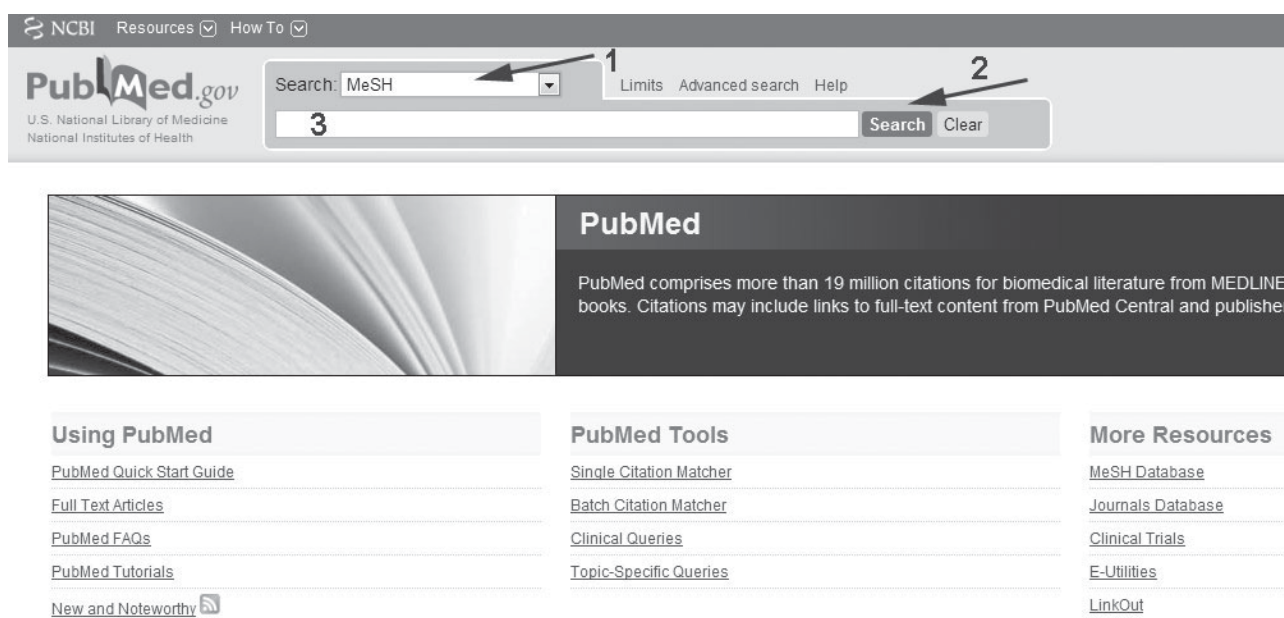 NCBI Resources How To
PubMed.gov
U.S. National Library of Medicine
National Institutes of Health
Search: MeSH
1
Limits Advanced search Help
2
3
Search Clear
PubMed
PubMed comprises more than 19 million citations for biomedical literature from MEDLINE
books. Citations may include links to full-text content from PubMed Central and publishe
Using PubMed
PubMed Quick Start Guide
Full Text Articles
PubMed FAQs
PubMed Tutorials
New and Noteworthy
PubMed Tools
Single Citation Matcher
Batch Citation Matcher
Clinical Queries
Topic-Specific Queries
More Resources
MeSH Database
Journals Database
Clinical Trials
E-Utilities
LinkOut